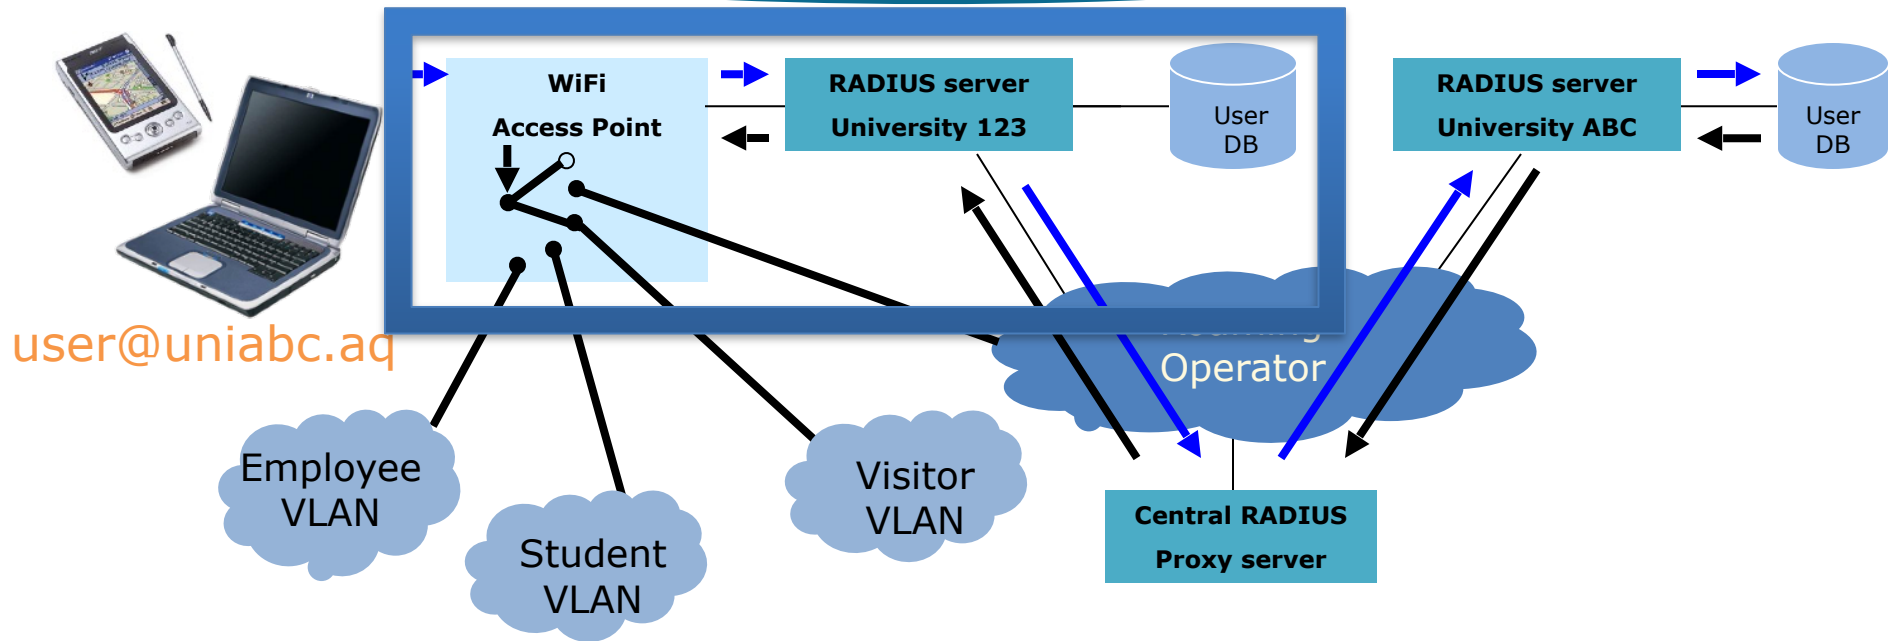 WiFi
Access Point
RADIUS server
University 123
User
DB
RADIUS server
University ABC
User
DB
user@uniabc.aq
Operator
Employee
VLAN
Student
VLAN
Visitor
VLAN
Central RADIUS
Proxy server